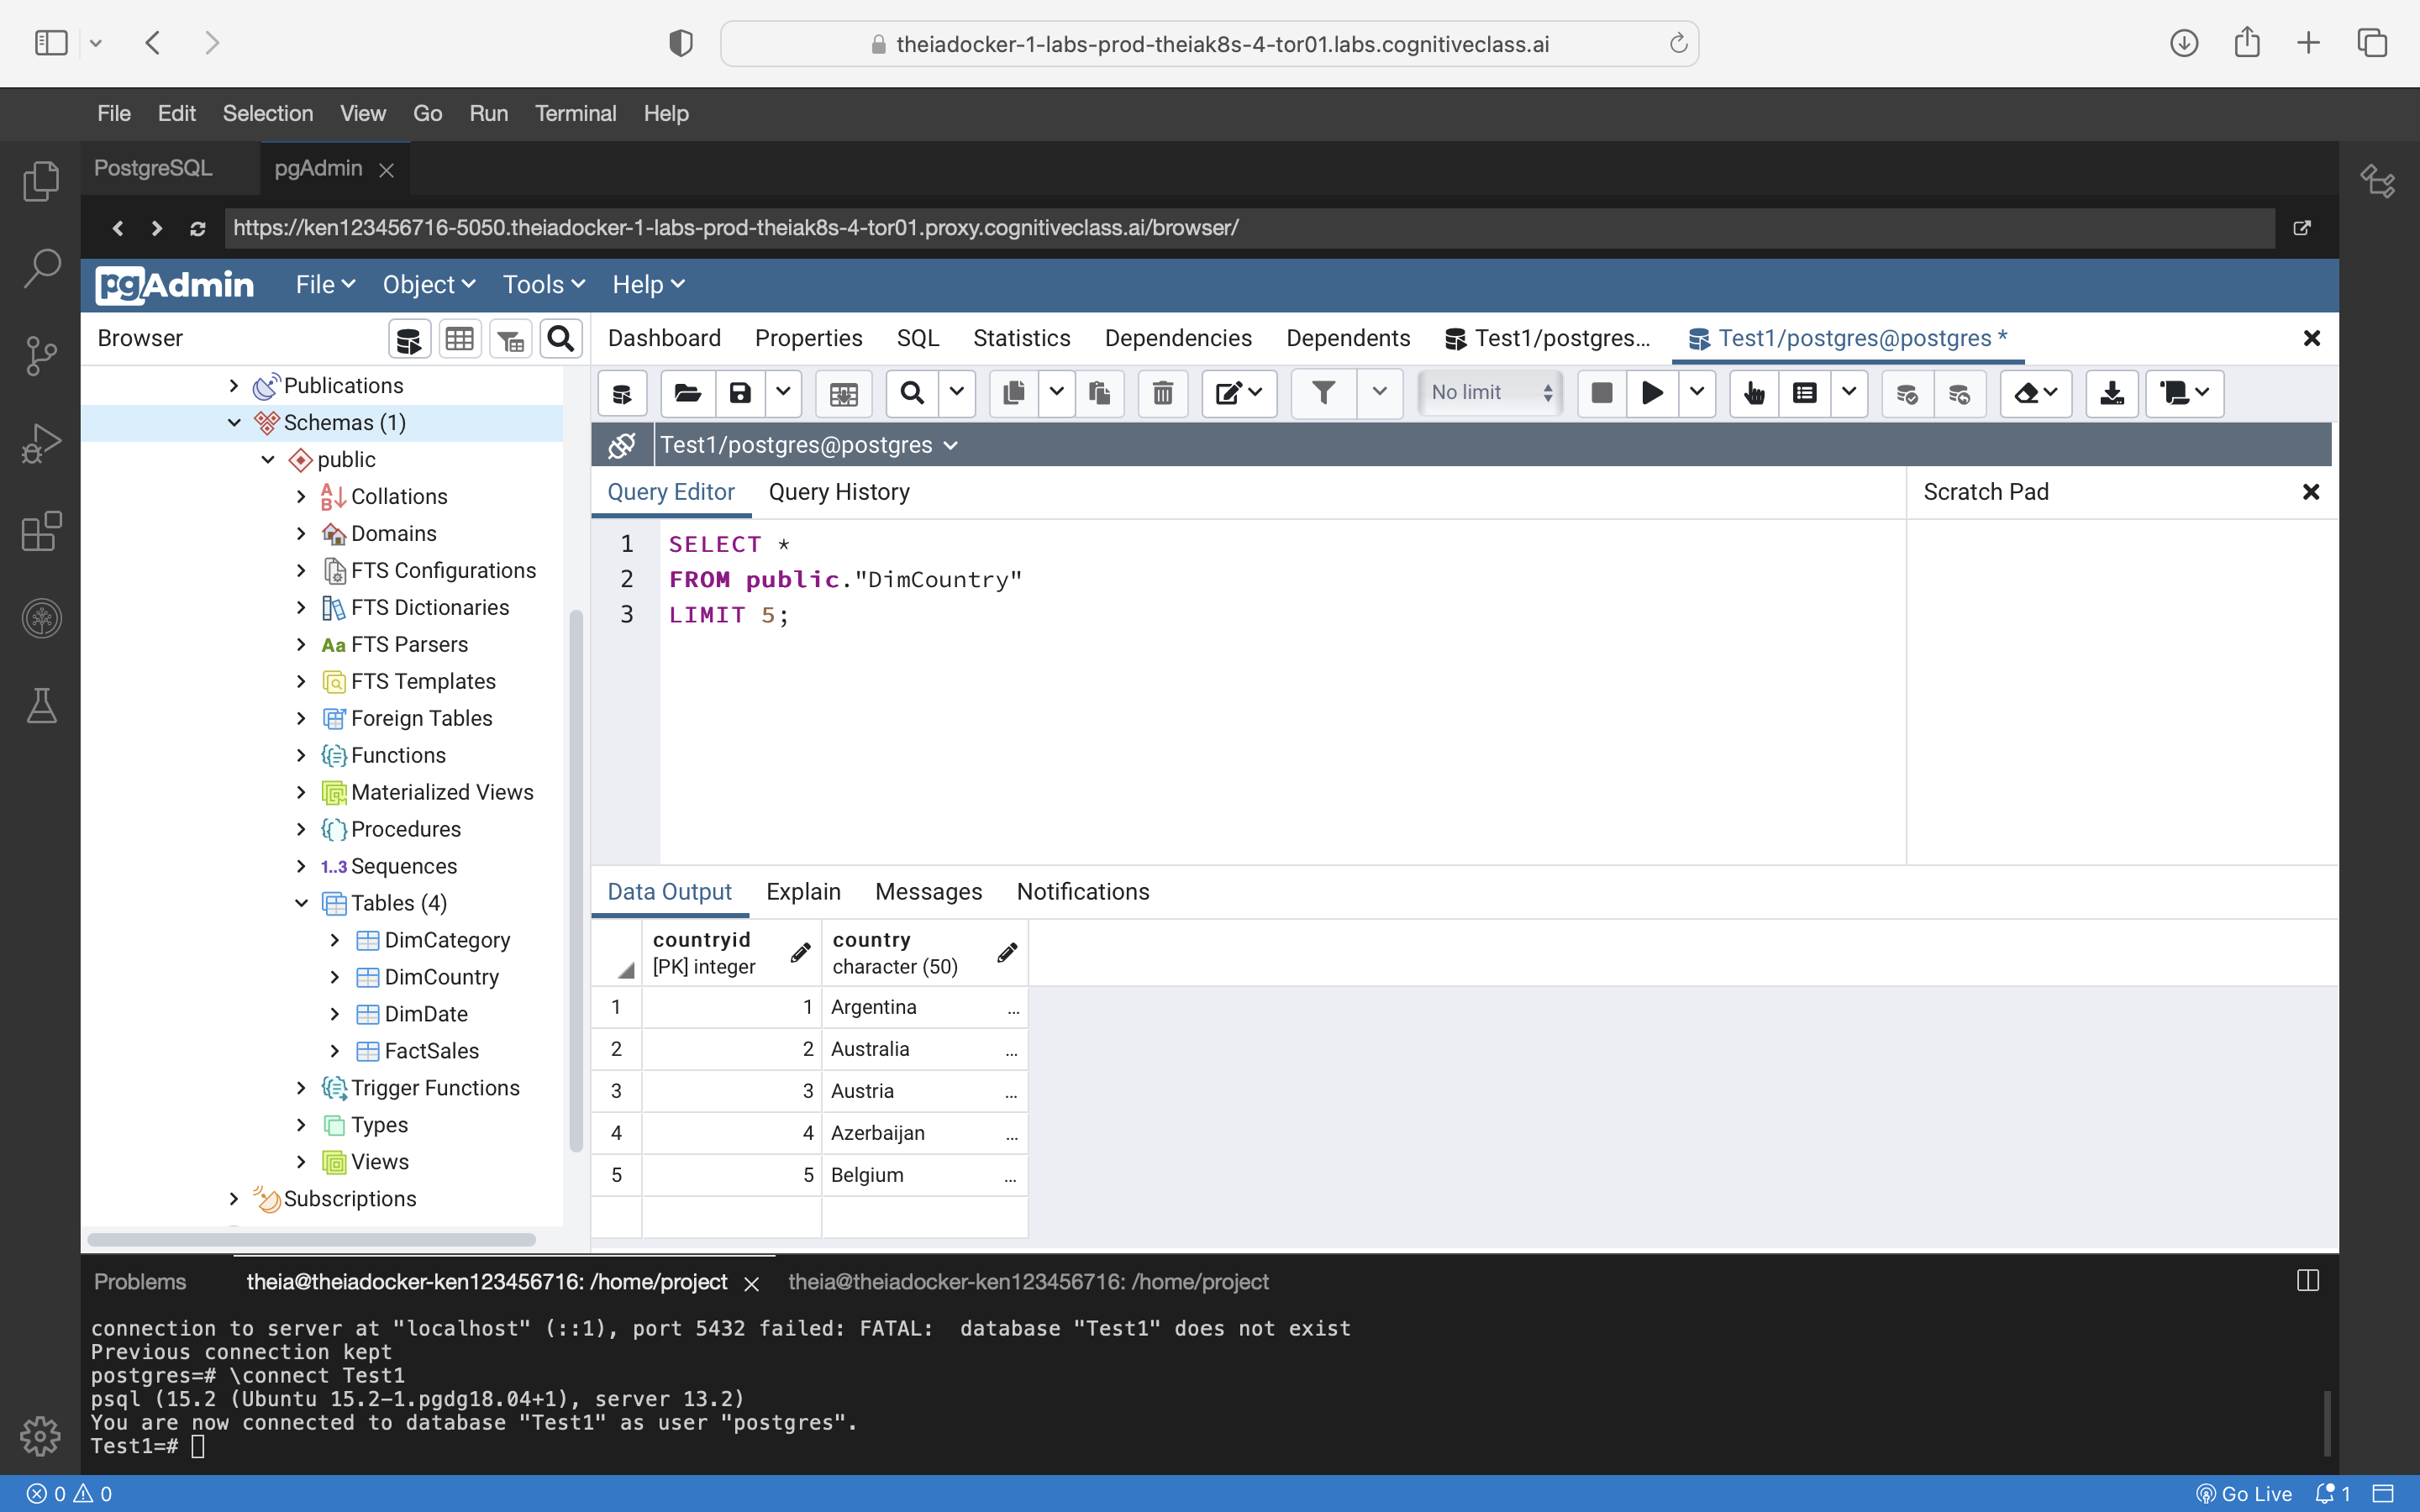 theiadocker-1-labs-prod-theiak8s-4-tor01.labs.cognitiveclass.ai
File Edit Selection View Go Run Terminal Help
PostgreSQL pgAdmin
https://ken123456716-5050.theiadocker-1-labs-prod-theiak8s-4-tor01.proxy.cognitiveclass.ai/browser/
pgAdmin File Object Tools Help
Browser
Dashboard Properties SQL Statistics Dependencies Dependents Test1/postgres... Test1/postgres@postgres *
Publications
Schemas (1)
public
Collations
Domains
FTS Configurations
FTS Dictionaries
Aa FTS Parsers
FTS Templates
Foreign Tables
Functions
Materialized Views
Procedures
1..3 Sequences
Tables (4)
DimCategory
DimCountry
DimDate
FactSales
Trigger Functions
Types
Views
Subscriptions
No limit
Test1/postgres@postgres
Query Editor Query History
Scratch Pad
1 SELECT *
2 FROM public."DimCountry"
3 LIMIT 5;
Data Output Explain Messages Notifications
countryid country
[PK] integer character (50)
1 1 Argentina ...
2 2 Australia ...
3 3 Austria ...
4 4 Azerbaijan ...
5 5 Belgium ...
Problems theia@theiadocker-ken123456716: /home/project theia@theiadocker-ken123456716: /home/project
connection to server at "localhost" (::1), port 5432 failed: FATAL:  database "Test1" does not exist
Previous connection kept
postgres=# \connect Test1
psql (15.2 (Ubuntu 15.2-1.pgdg18.04+1), server 13.2)
You are now connected to database "Test1" as user "postgres".
Test1=#
0 0 Go Live 1